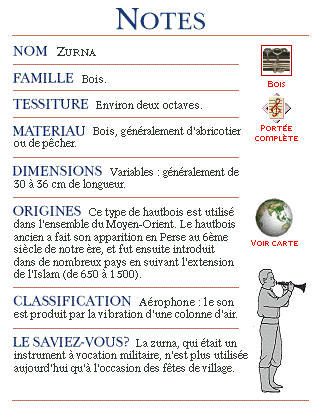 NOTES
NOM Zurna
FAMILLE Bois.
BOIS
TESSITURE Environ deux octaves.
PORTÉE
COMPLÈTE
MATERIAU Bois, généralement d'abricotier
ou de pêcher.
DIMENSIONS Variables : généralement de
30 à 36 cm de longueur.
ORIGINES Ce type de hautbois est utilisé
dans l'ensemble du Moyen-Orient. Le hautbois
ancien a fait son apparition en Perse au 6ème
siècle de notre ère, et fut ensuite introduit
dans de nombreux pays en suivant l'extension
de l'Islam (de 650 à 1500).
VOIR CARTE
CLASSIFICATION Aérophone : le son
est produit par la vibration d'une colonne d'air.
LE SAVIEZ-VOUS? La zurna, qui était un
instrument à vocation militaire, n'est plus utilisée
aujourd'hui qu'à l'occasion des fêtes de village.